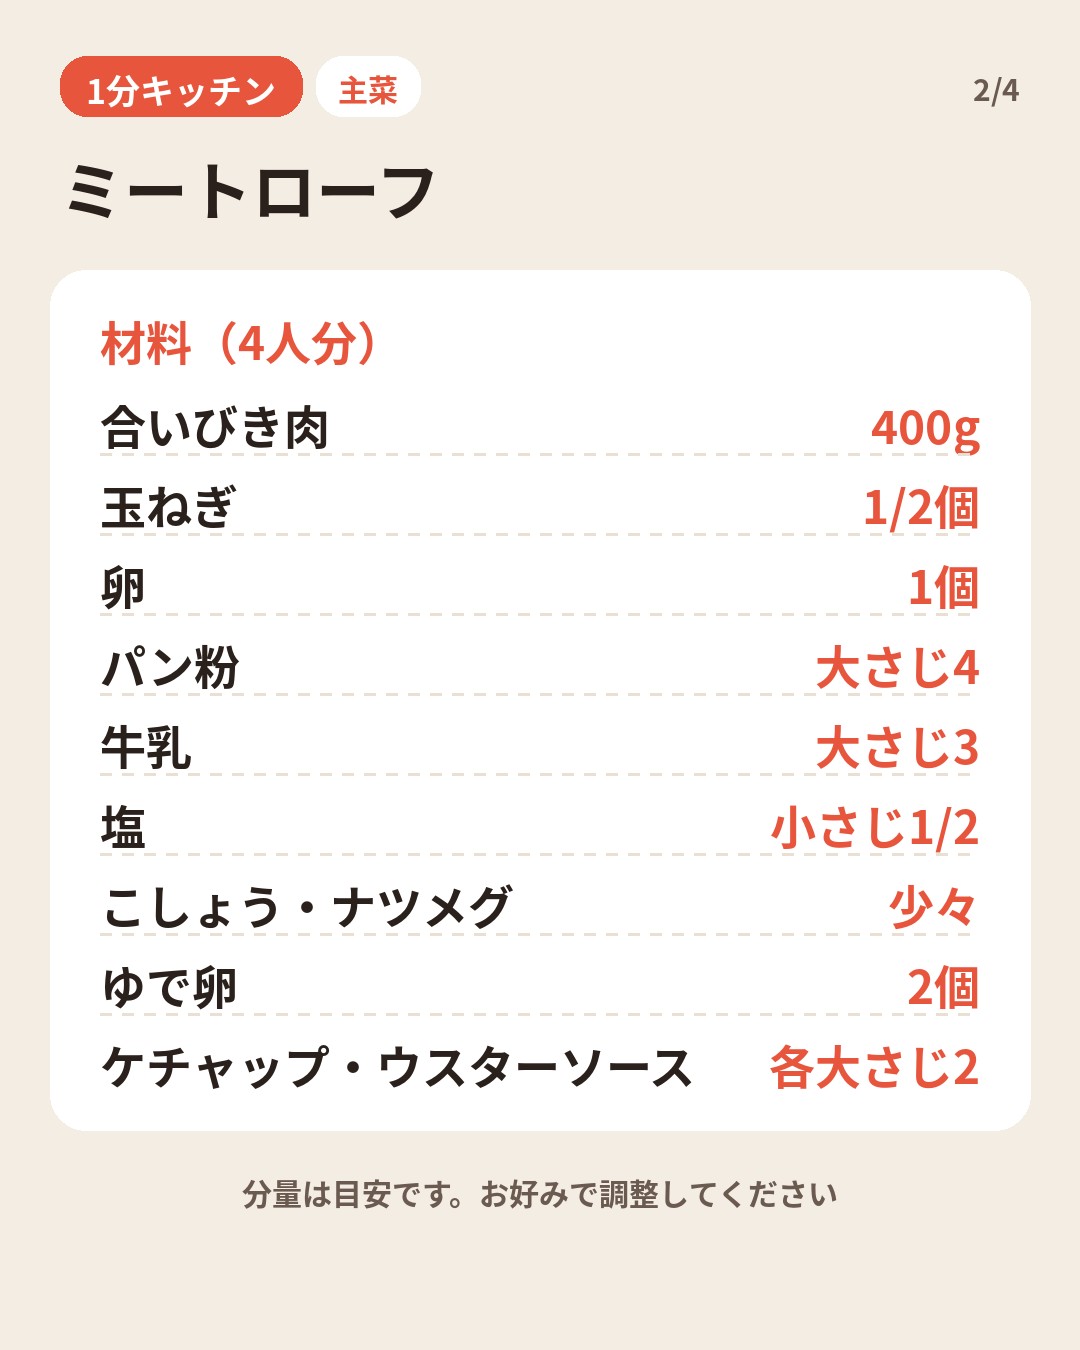 1分キッチン 主菜 2/4
ミートローフ
材料（4人分）
合いびき肉 400g
玉ねぎ 1/2個
卵 1個
パン粉 大さじ4
牛乳 大さじ3
塩 小さじ1/2
こしょう・ナツメグ 少々
ゆで卵 2個
ケチャップ・ウスターソース 各大さじ2
分量は目安です。お好みで調整してください